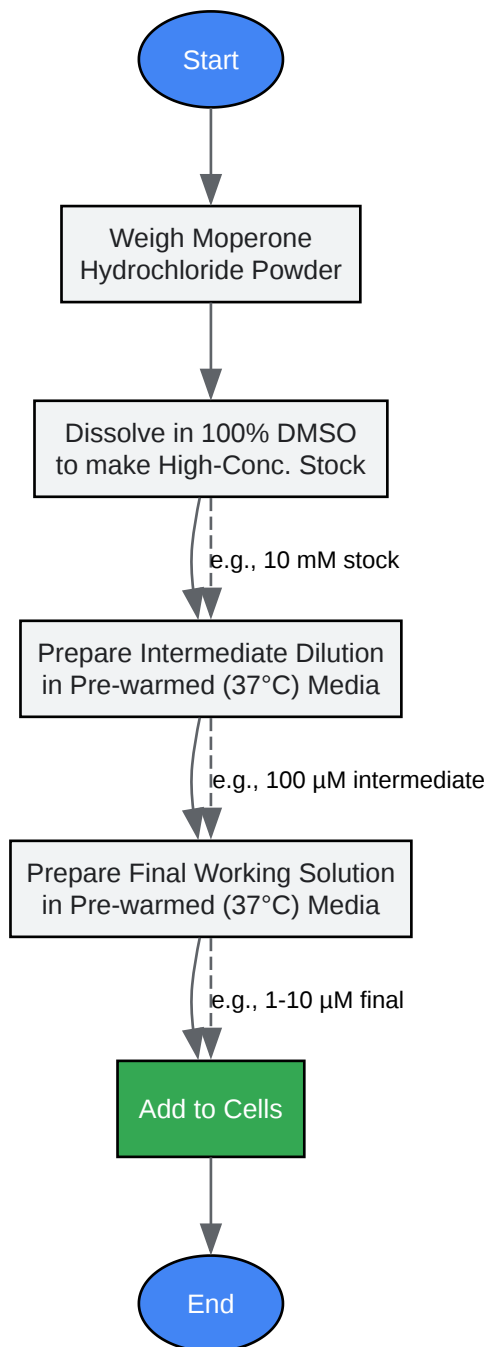 Start
Weigh Moperone
Hydrochloride Powder
Dissolve in 100% DMSO
to make High-Conc. Stock
e.g., 10 mM stock
Prepare Intermediate Dilution
in Pre-warmed (37°C) Media
e.g., 100 µM intermediate
Prepare Final Working Solution
in Pre-warmed (37°C) Media
e.g., 1-10 µM final
Add to Cells
End